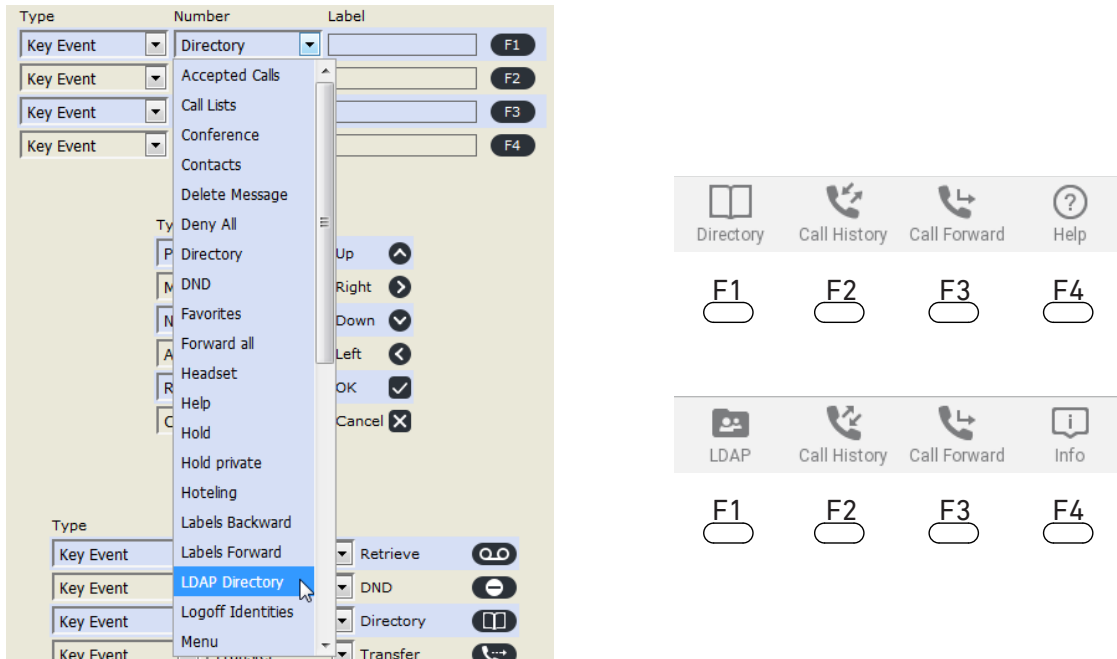 Type Number Label
Key Event Directory F1
Key Event Accepted Calls F2
Call Lists
Key Event F3
Conference
Key Event F4
Contacts
Delete Message
Ty Deny All
P Directory Up
M DND Right
N Favorites Down
A Forward all Left
R Headset OK
C Help Cancel
Hold
Hold private
Hoteling
Type Labels Backward
Key Event Labels Forward Retrieve
Key Event LDAP Directory DND
Key Event Logoff Identities Directory
Key Event Menu Transfer
Directory Call History Call Forward Help
F1 F2 F3 F4
LDAP Call History Call Forward Info
F1 F2 F3 F4